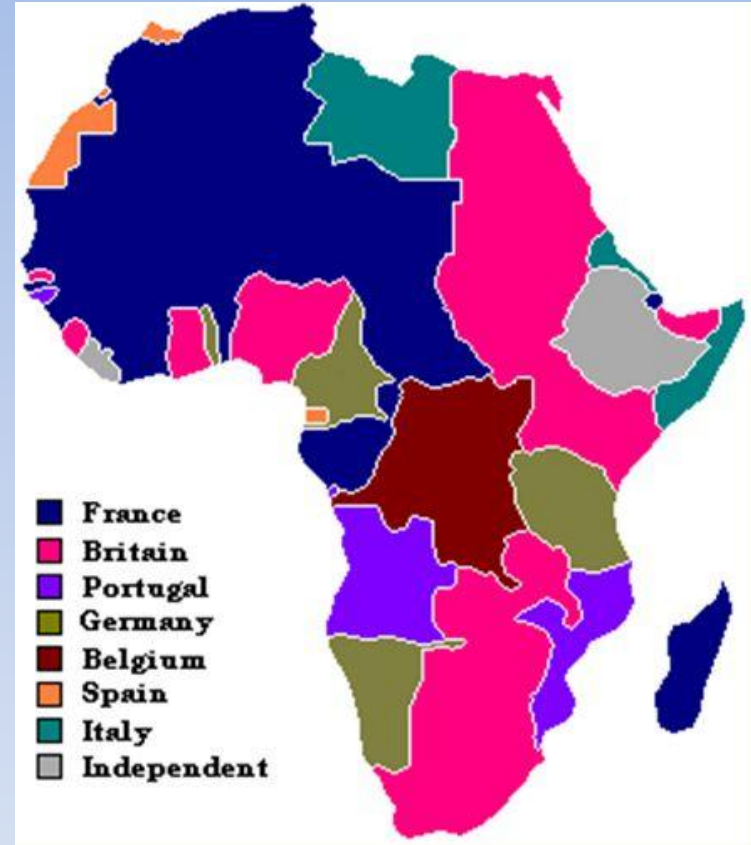 France
Britain
Portugal
Germany
Belgium
Spain
Italy
Independent